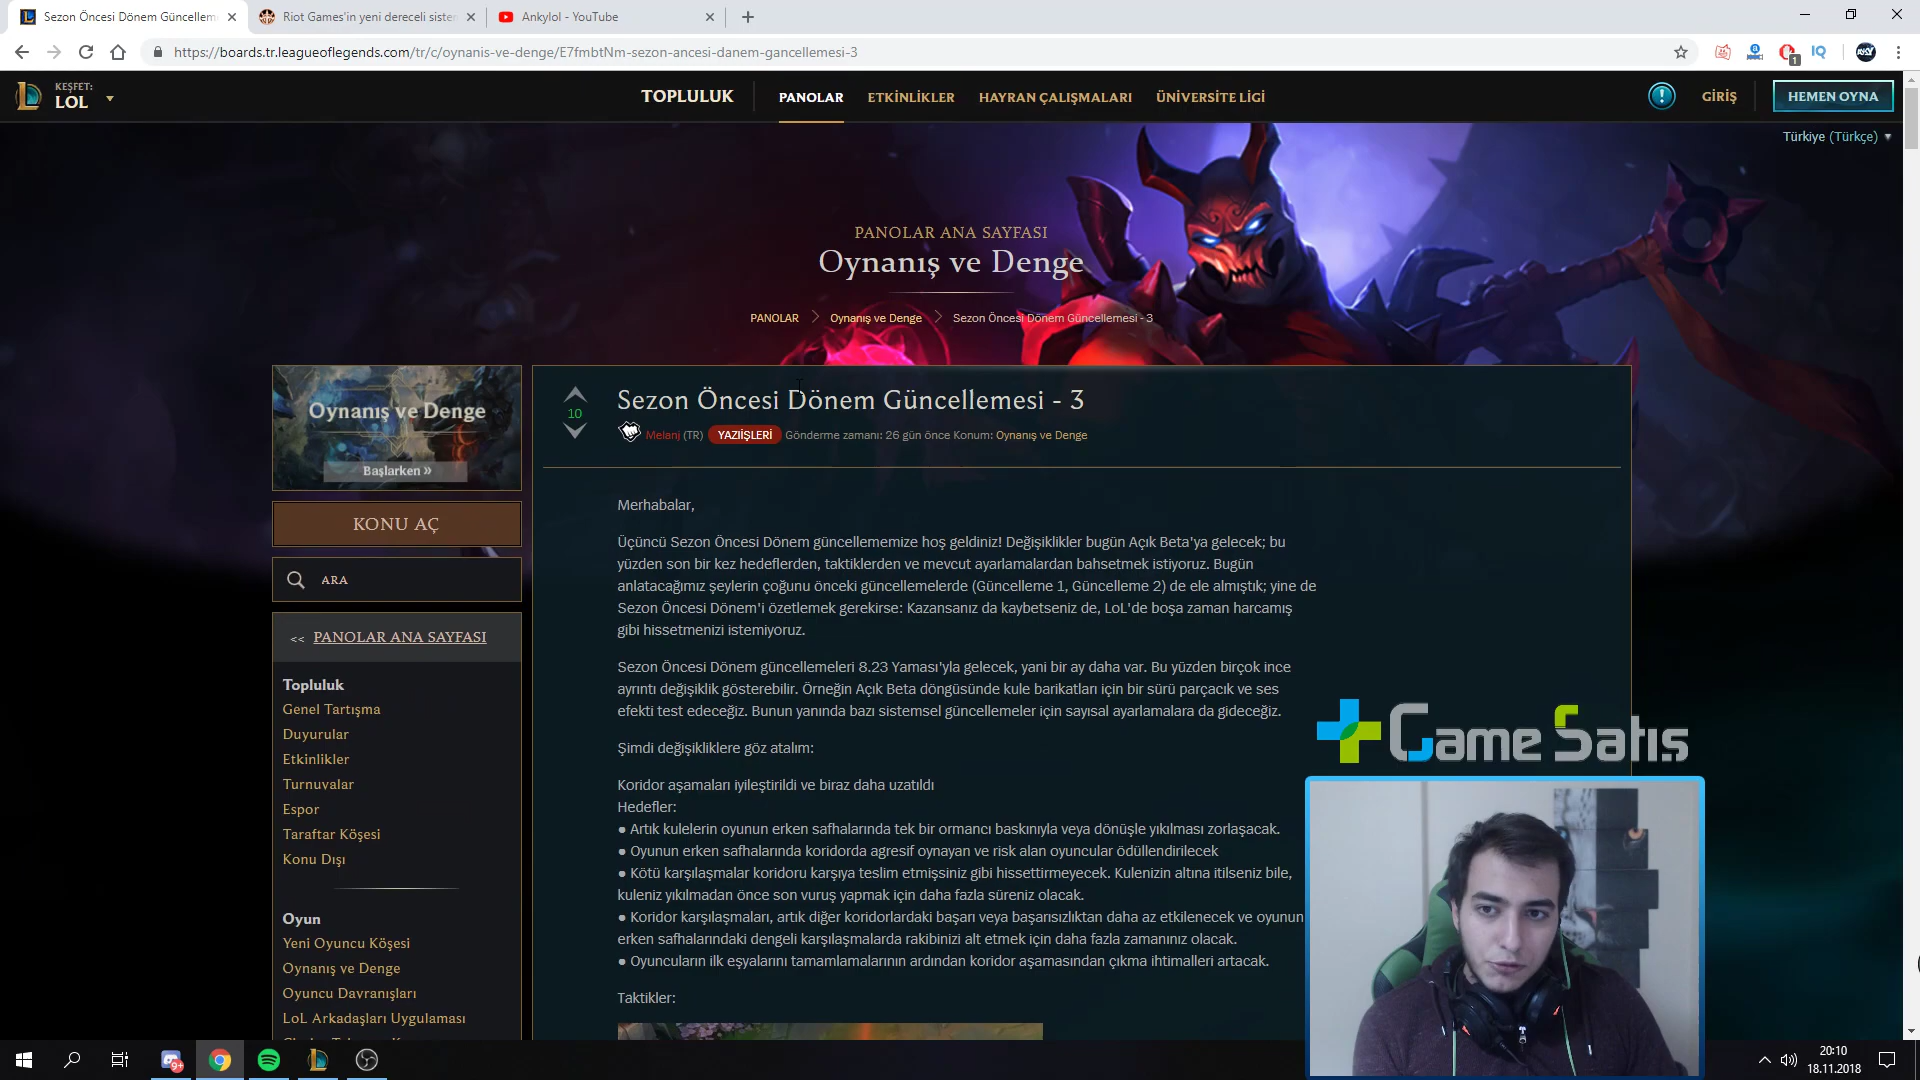 Sezon Öncesi Dönem Güncellem
Riot Games'in yeni dereceli sister
Ankylol - YouTube
https://boards.tr.leagueoflegends.com/tr/c/oynanis-ve-denge/E7fmbtNm-sezon-ancesi-danem-gancellemesi-3
1
IQ
KEŞFET:
LOL
TOPLULUK
PANOLAR
ETKİNLİKLER
HAYRAN ÇALIŞMALARI
ÜNİVERSİTE LİGİ
GİRİŞ
HEMEN OYNA
Türkiye (Türkçe)
PANOLAR ANA SAYFASI
Oynanış ve Denge
PANOLAR > Oynanış ve Denge > Sezon Öncesi Dönem Güncellemesi - 3
Oynanış ve Denge
Başlarken »
KONU AÇ
ARA
<< PANOLAR ANA SAYFASI
Topluluk
Genel Tartışma
Duyurular
Etkinlikler
Turnuvalar
Espor
Taraftar Köşesi
Konu Dışı
Oyun
Yeni Oyuncu Köşesi
Oynanış ve Denge
Oyuncu Davranışları
LoL Arkadaşları Uygulaması
10
Sezon Öncesi Dönem Güncellemesi - 3
Melanj (TR) YAZIİŞLERİ Gönderme zamanı: 26 gün önce Konum: Oynanış ve Denge
Merhabalar,
Üçüncü Sezon Öncesi Dönem güncellememize hoş geldiniz! Değişiklikler bugün Açık Beta'ya gelecek; bu
yüzden son bir kez hedeflerden, taktiklerden ve mevcut ayarlamalardan bahsetmek istiyoruz. Bugün
anlatacağımız şeylerin çoğunu önceki güncellemelerde (Güncelleme 1, Güncelleme 2) de ele almıştık; yine de
Sezon Öncesi Dönem'i özetlemek gerekirse: Kazansanız da kaybetseniz de, LoL'de boşa zaman harcamış
gibi hissetmenizi istemiyoruz.
Sezon Öncesi Dönem güncellemeleri 8.23 Yaması'yla gelecek, yani bir ay daha var. Bu yüzden birçok ince
ayrıntı değişiklik gösterebilir. Örneğin Açık Beta döngüsünde kule barikatları için bir sürü parçacık ve ses
efekti test edeceğiz. Bunun yanında bazı sistemsel güncellemeler için sayısal ayarlamalara da gideceğiz.
Şimdi değişikliklere göz atalım:
Koridor aşamaları iyileştirildi ve biraz daha uzatıldı
Hedefler:
● Artık kulelerin oyunun erken safhalarında tek bir ormancı baskınıyla veya dönüşle yıkılması zorlaşacak.
● Oyunun erken safhalarında koridorda agresif oynayan ve risk alan oyuncular ödüllendirilecek
● Kötü karşılaşmalar koridoru karşıya teslim etmişsiniz gibi hissettirmeyecek. Kulenizin altına itilseniz bile,
kuleniz yıkılmadan önce son vuruş yapmak için daha fazla süreniz olacak.
● Koridor karşılaşmaları, artık diğer koridorlardaki başarı veya başarısızlıktan daha az etkilenecek ve oyunun
erken safhalarındaki dengeli karşılaşmalarda rakibinizi alt etmek için daha fazla zamanınız olacak.
● Oyuncuların ilk eşyalarını tamamlamalarının ardından koridor aşamasından çıkma ihtimalleri artacak.
Taktikler:
Game Satış
9+
20:10
18.11.2018